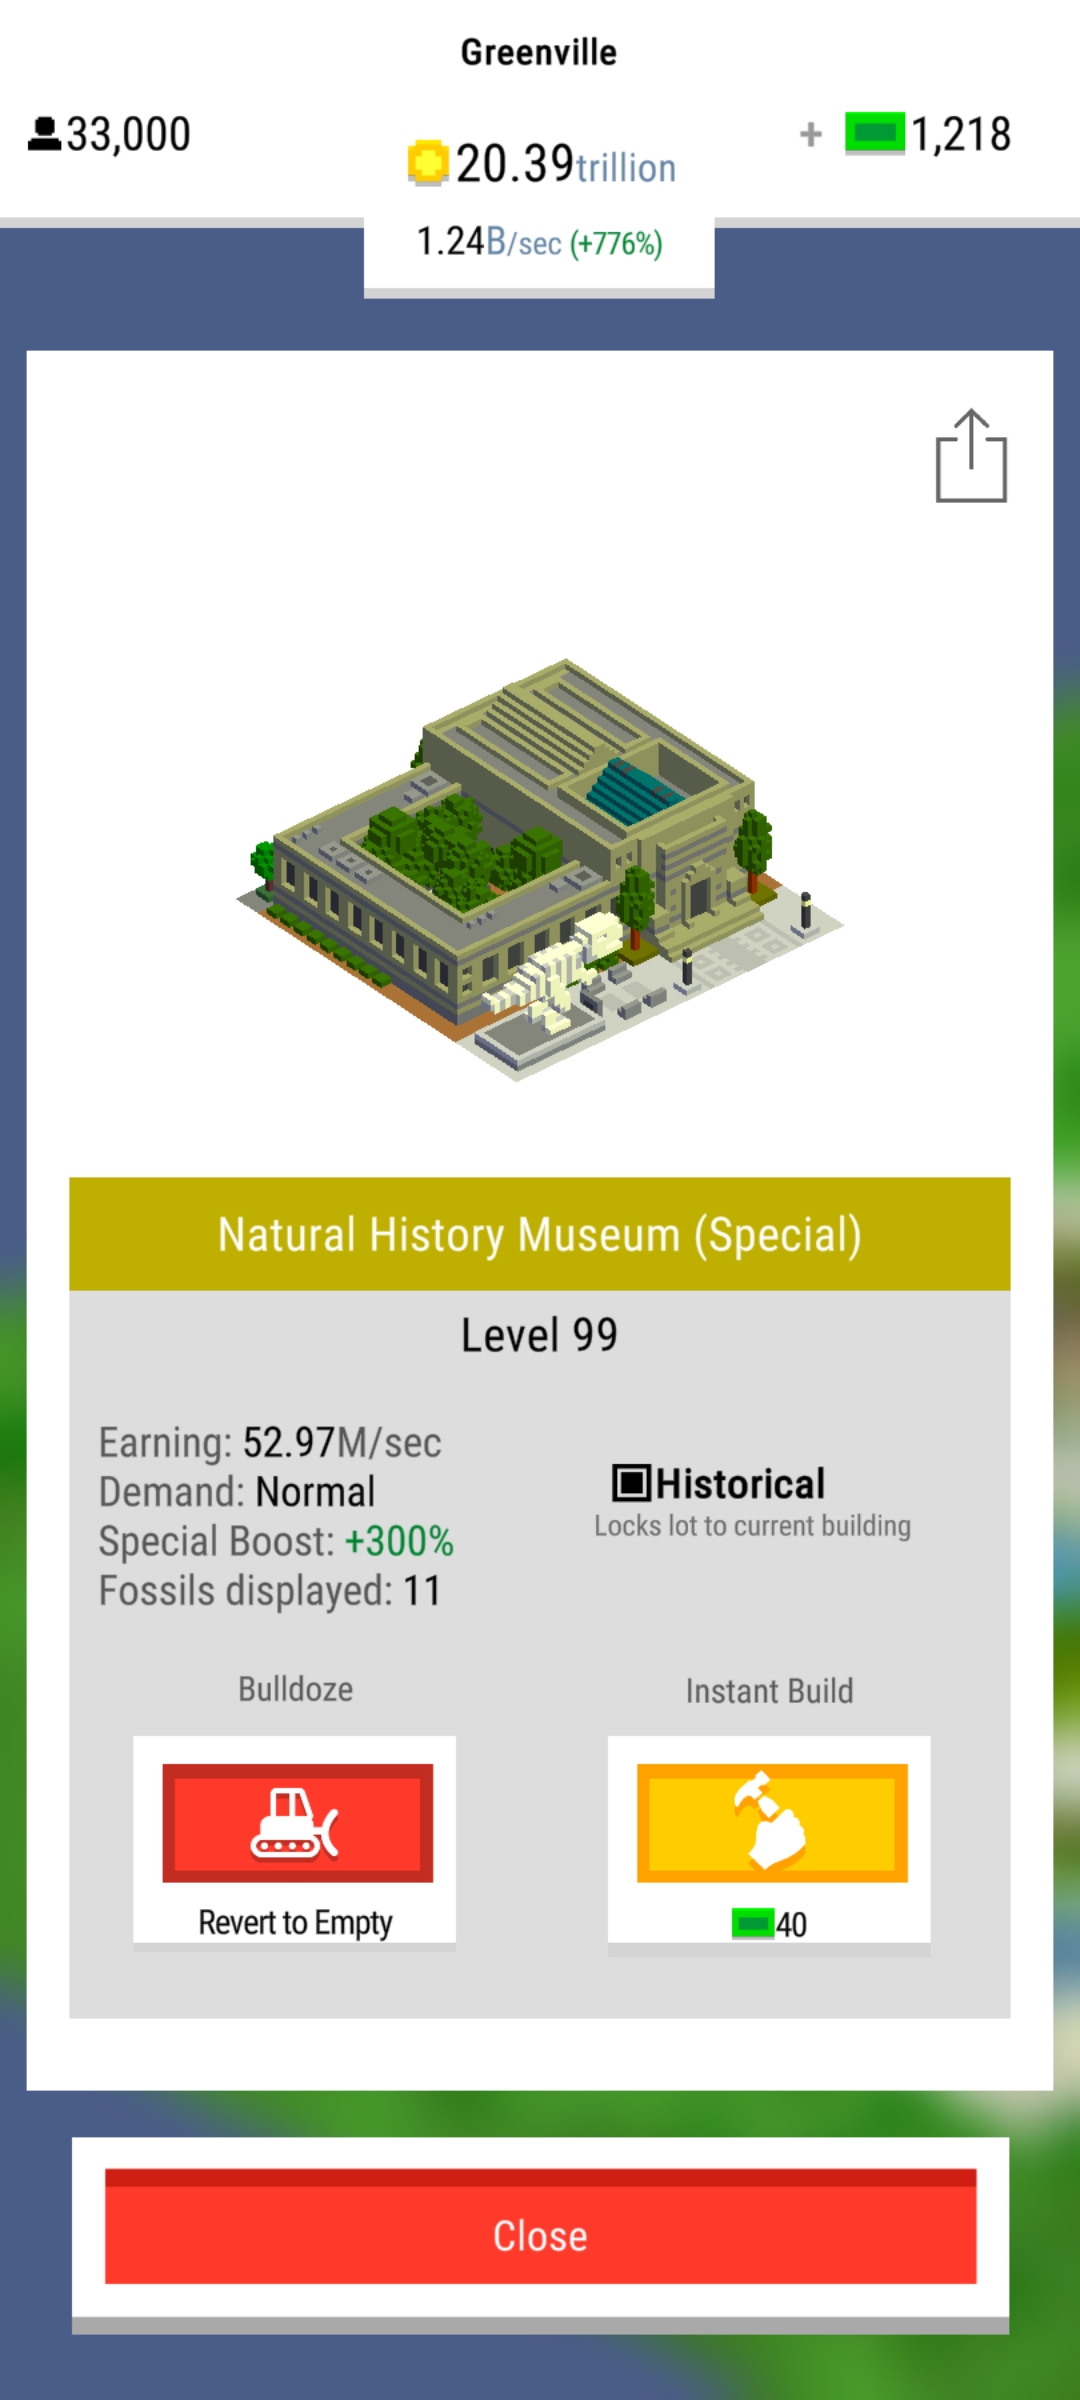 Greenville
33,000
20.39trillion
+ 1,218
1.24B/sec (+776%)
Natural History Museum (Special)
Level 99
Earning: 52.97M/sec
Demand: Normal
Special Boost: +300%
Fossils displayed: 11
Historical
Locks lot to current building
Bulldoze
Instant Build
Revert to Empty
40
Close